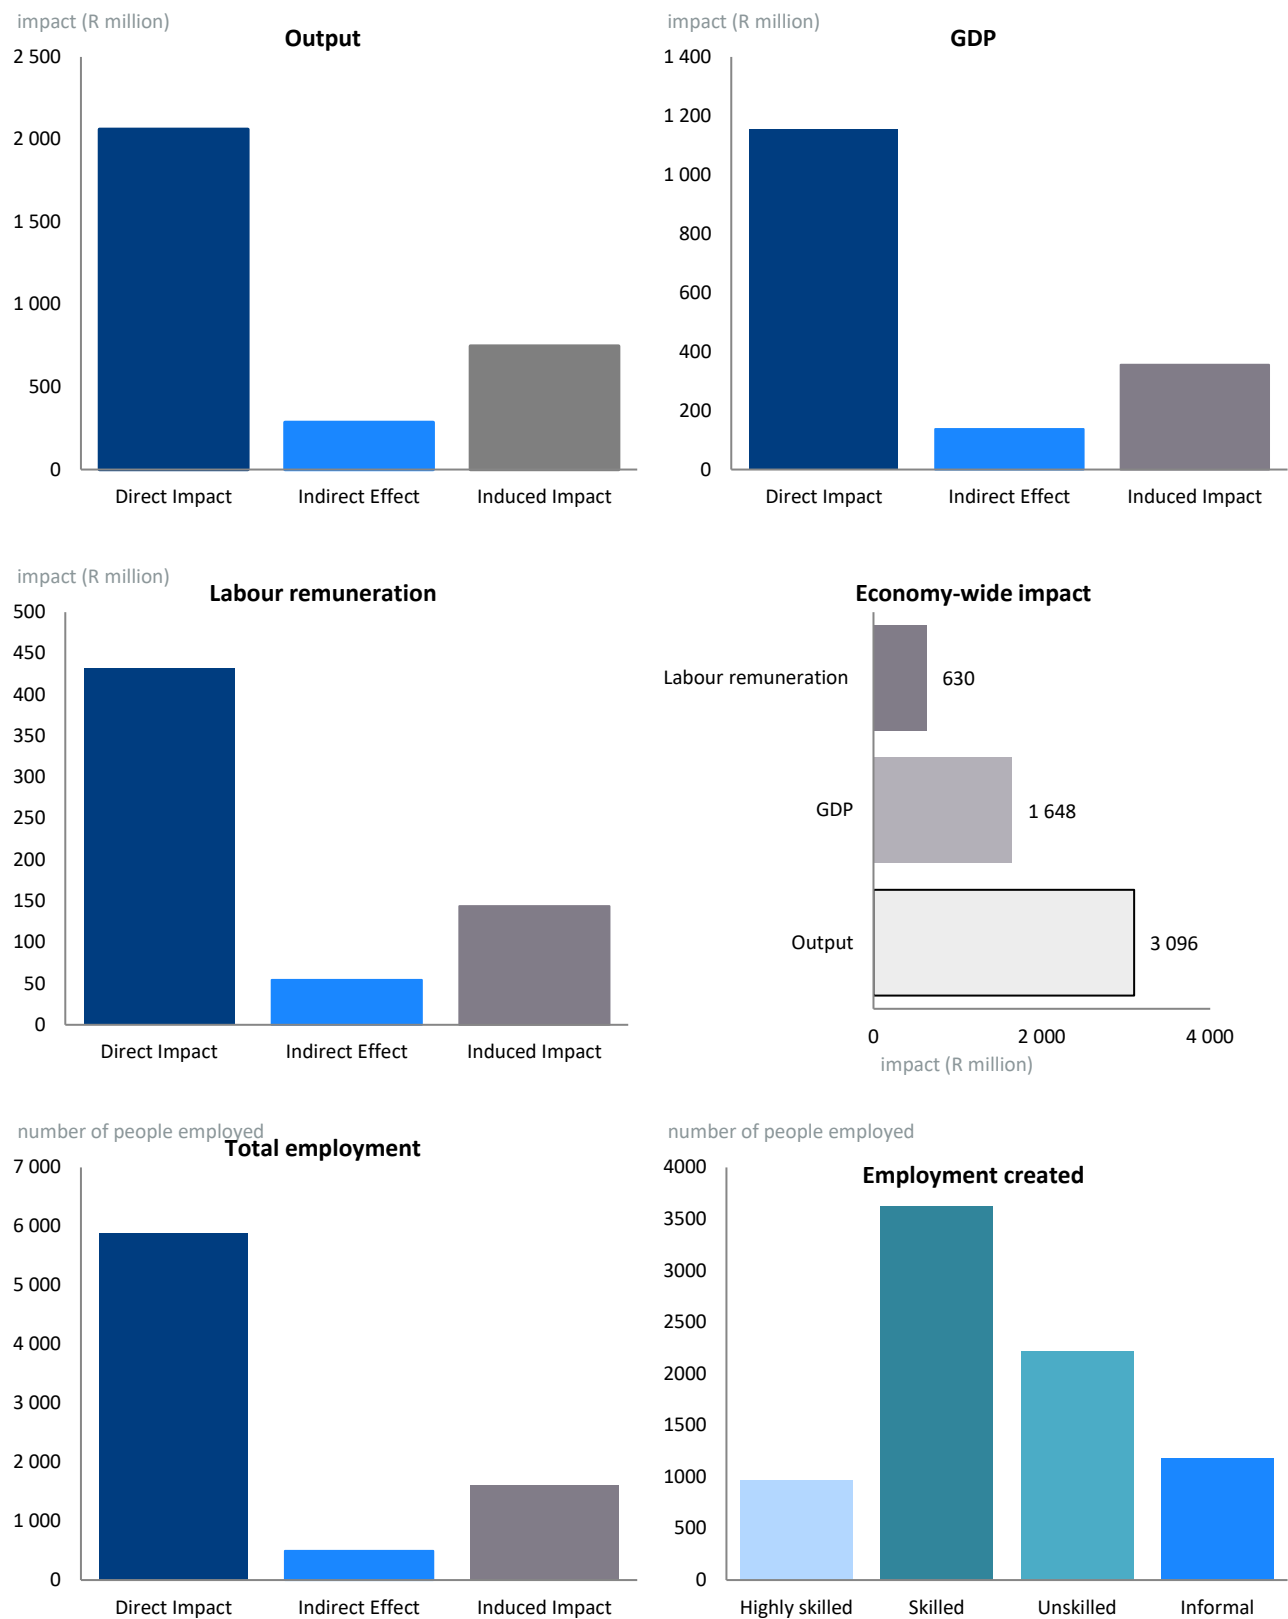 impact (R million)
Output
2 500
2 000
1 500
1 000
500
0
Direct Impact
Indirect Effect
Induced Impact
impact (R million)
GDP
1 400
1 200
1 000
800
600
400
200
0
Direct Impact
Indirect Effect
Induced Impact
impact (R million)
Labour remuneration
500
450
400
350
300
250
200
150
100
50
0
Direct Impact
Indirect Effect
Induced Impact
Economy-wide impact
Labour remuneration
630
GDP
1 648
Output
3 096
0
2 000
4 000
impact (R million)
number of people employed
Total employment
7 000
6 000
5 000
4 000
3 000
2 000
1 000
0
Direct Impact
Indirect Effect
Induced Impact
number of people employed
Employment created
4000
3500
3000
2500
2000
1500
1000
500
0
Highly skilled
Skilled
Unskilled
Informal